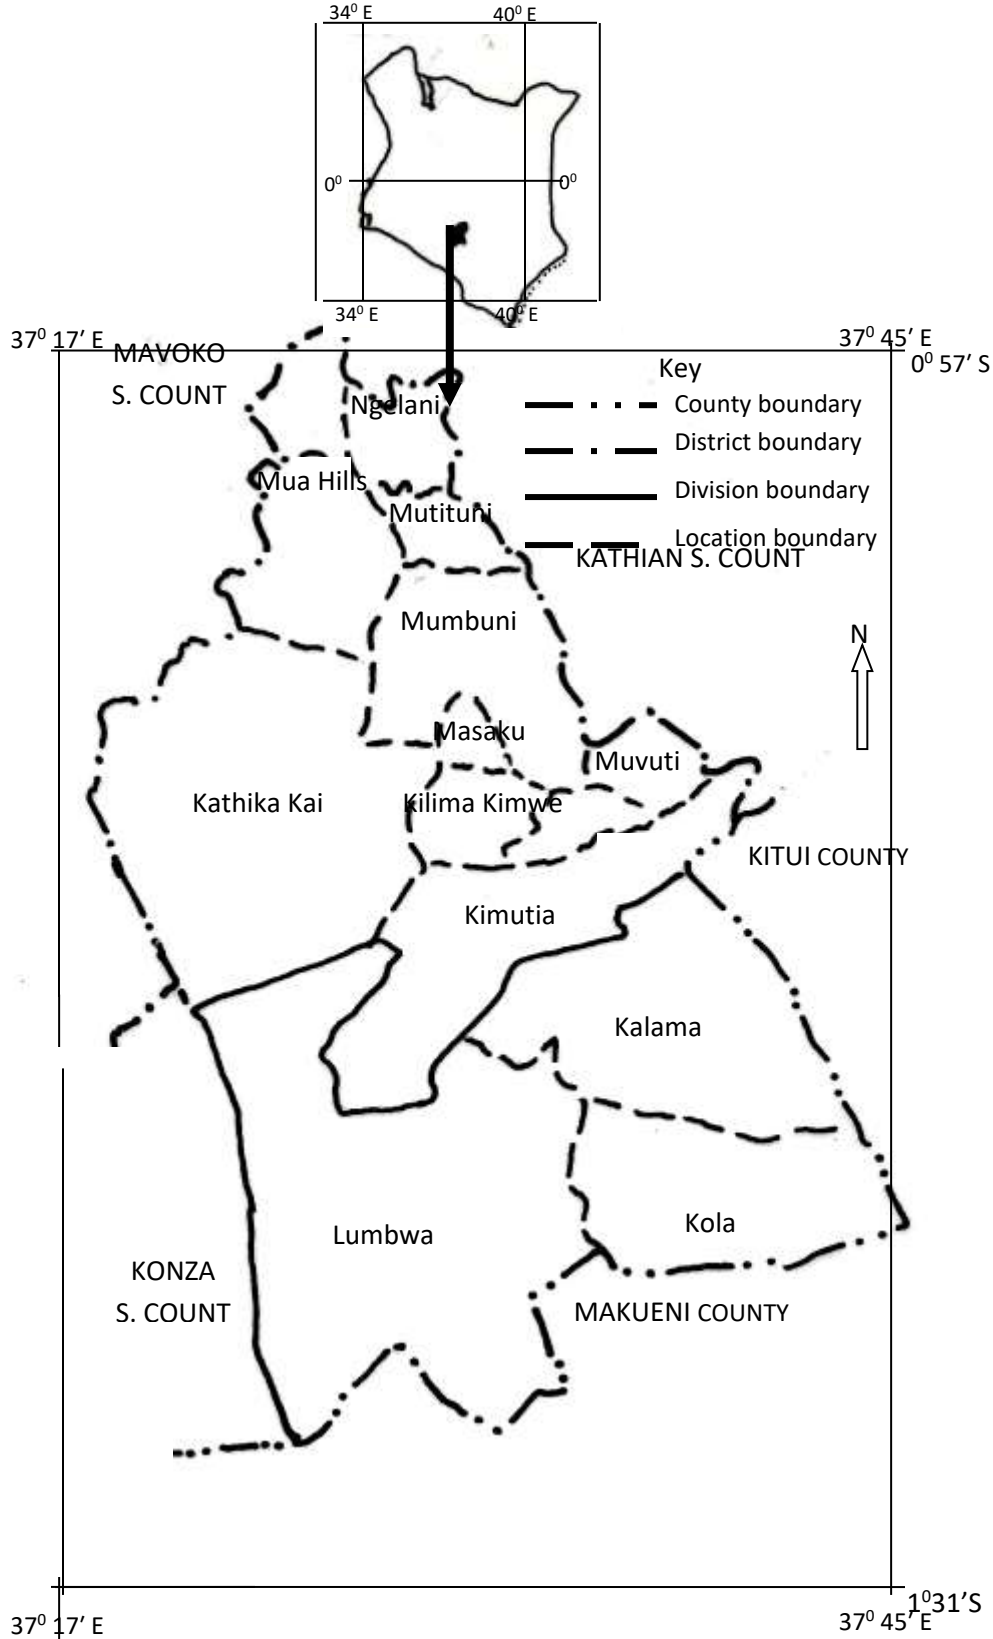 34⁰ E 40⁰ E
0⁰ 0⁰
34⁰ E 40⁰ E
37⁰ 17′ E 37⁰ 45′ E
0⁰ 57′ S
MAVOKO
S. COUNT
Key
County boundary
District boundary
Division boundary
Location boundary
Ngelani
Mua Hills
Mutituni
KATHIAN S. COUNT
Mumbuni
N
Masaku
Muvuti
Kathika Kai
Kilima Kimwe
KITUI COUNTY
Kimutia
Kalama
Kola
Lumbwa
KONZA
S. COUNT
MAKUENI COUNTY
1⁰31′S
37⁰ 17′ E 37⁰ 45′E